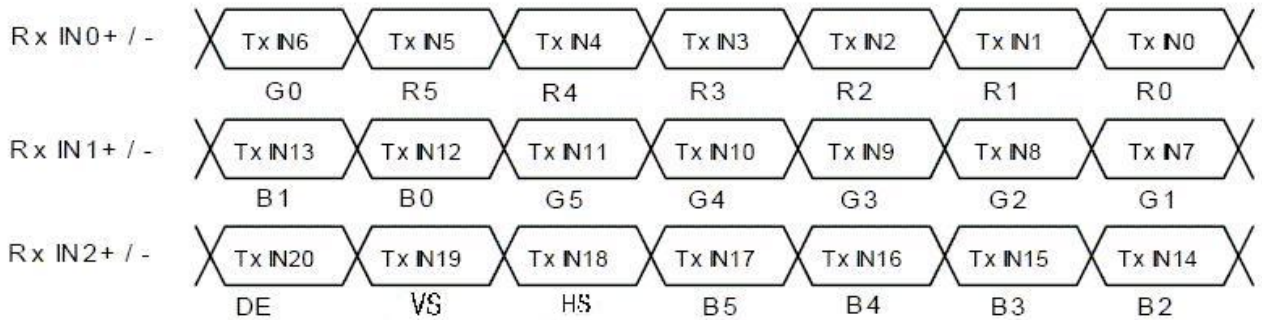 Rx IN0+ / - Tx IN6 Tx IN5 Tx IN4 Tx IN3 Tx IN2 Tx IN1 Tx IN0
G0 R5 R4 R3 R2 R1 R0
Rx IN1+ / - Tx IN13 Tx IN12 Tx IN11 Tx IN10 Tx IN9 Tx IN8 Tx IN7
B1 B0 G5 G4 G3 G2 G1
Rx IN2+ / - Tx IN20 Tx IN19 Tx IN18 Tx IN17 Tx IN16 Tx IN15 Tx IN14
DE VS HS B5 B4 B3 B2